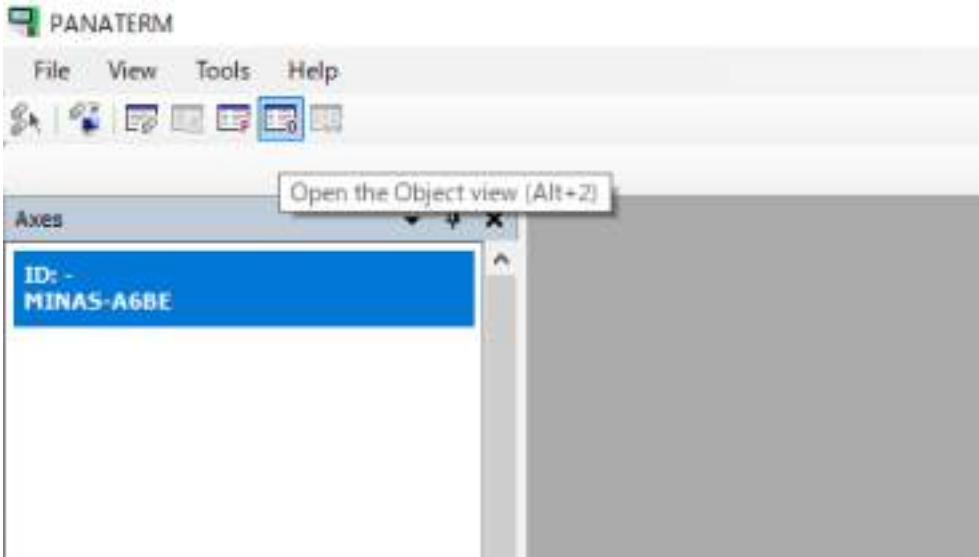 PANATERM
File View Tools Help
Open the Object view (Alt+2)
Axes
ID: -
MINAS-A6BE